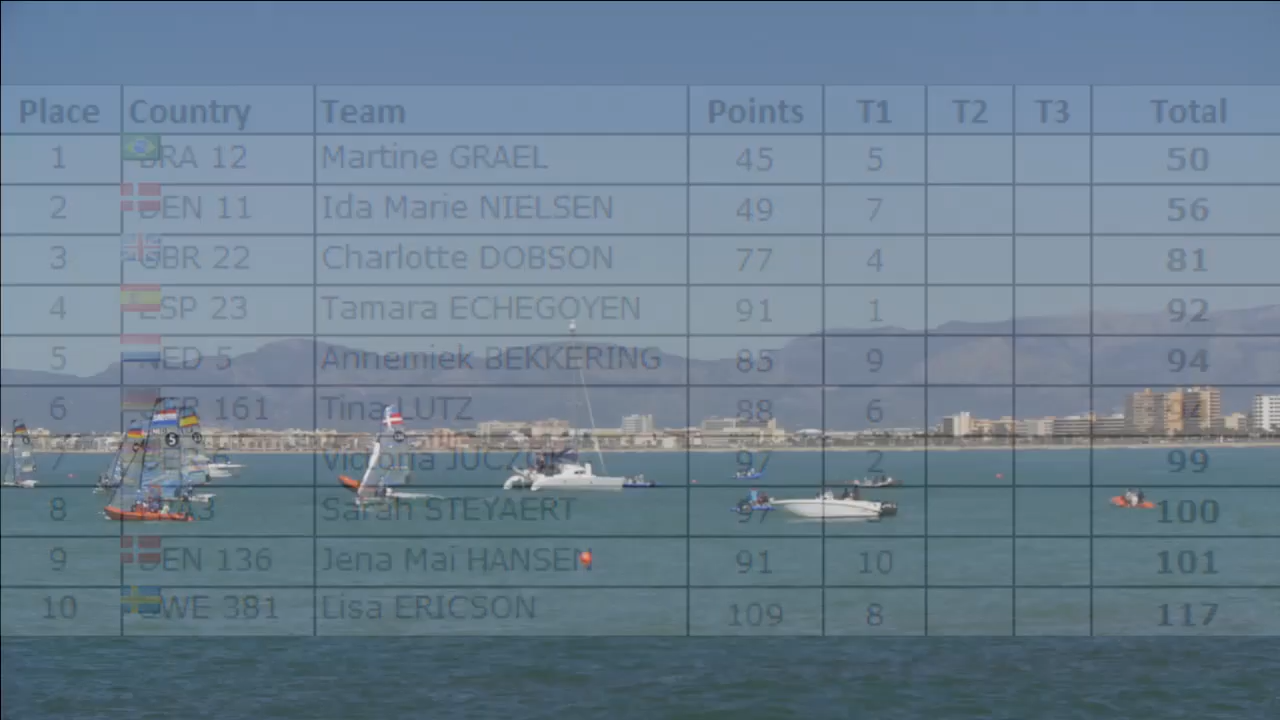 Place Country Team Points T1 T2 T3 Total
1 BRA 12 Martine GRAEL 45 5 50
2 DEN 11 Ida Marie NIELSEN 49 7 56
3 GBR 22 Charlotte DOBSON 77 4 81
4 ESP 23 Tamara ECHEGOYEN 91 1 92
5 NED 5 Annemiek BEKKERING 85 9 94
6 GER 161 Tina LUTZ 88 6
7 Victoria 97 2 99
8 Sarah STEYAERT 97 100
9 DEN 136 Jena Mai HANSEN 91 10 101
10 SWE 381 Lisa ERICSON 109 8 117